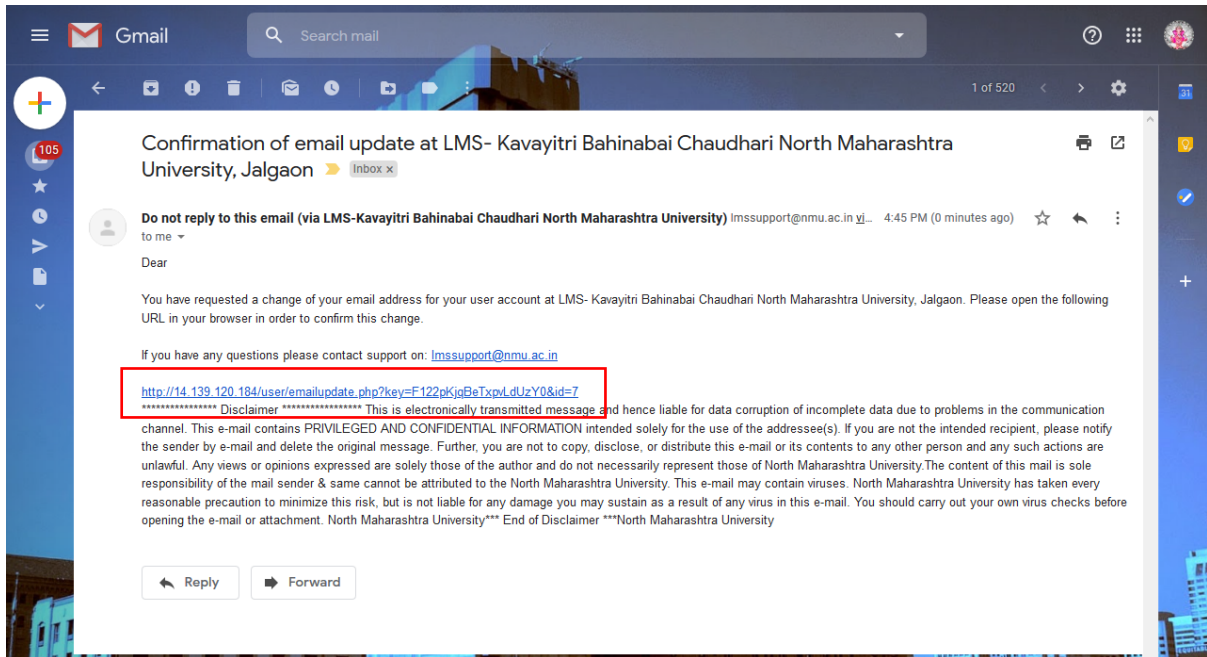 Gmail
Search mail
1 of 520
31
105
Confirmation of email update at LMS- Kavayitri Bahinabai Chaudhari North Maharashtra
University, Jalgaon Inbox x
Do not reply to this email (via LMS-Kavayitri Bahinabai Chaudhari North Maharashtra University) lmssupport@nmu.ac.in vi... 4:45 PM (0 minutes ago)
to me
Dear
You have requested a change of your email address for your user account at LMS- Kavayitri Bahinabai Chaudhari North Maharashtra University, Jalgaon. Please open the following
URL in your browser in order to confirm this change.
If you have any questions please contact support on: lmssupport@nmu.ac.in
http://14.139.120.184/user/emailupdate.php?key=F122pKjqBeTxpvLdUzY0&id=7
*************** Disclaimer **************** This is electronically transmitted message and hence liable for data corruption of incomplete data due to problems in the communication
channel. This e-mail contains PRIVILEGED AND CONFIDENTIAL INFORMATION intended solely for the use of the addressee(s). If you are not the intended recipient, please notify
the sender by e-mail and delete the original message. Further, you are not to copy, disclose, or distribute this e-mail or its contents to any other person and any such actions are
unlawful. Any views or opinions expressed are solely those of the author and do not necessarily represent those of North Maharashtra University.The content of this mail is sole
responsibility of the mail sender & same cannot be attributed to the North Maharashtra University. This e-mail may contain viruses. North Maharashtra University has taken every
reasonable precaution to minimize this risk, but is not liable for any damage you may sustain as a result of any virus in this e-mail. You should carry out your own virus checks before
opening the e-mail or attachment. North Maharashtra University*** End of Disclaimer ***North Maharashtra University
Reply
Forward